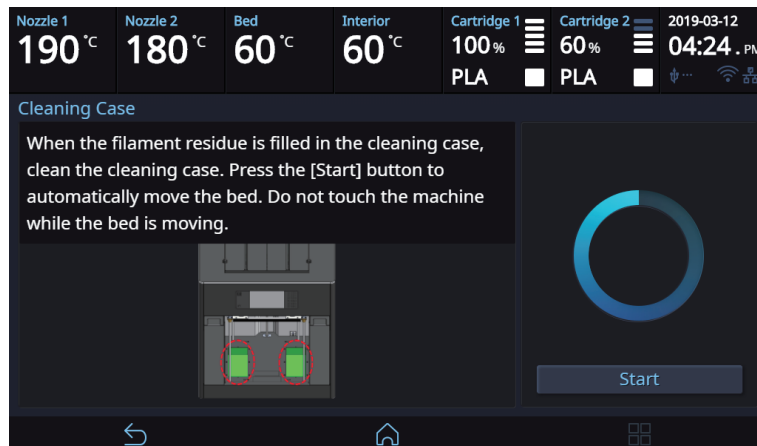 Nozzle 1
190 °C
Nozzle 2
180 °C
Bed
60 °C
Interior
60 °C
Cartridge 1
100 %
PLA
Cartridge 2
60 %
PLA
2019-03-12
04:24 . PM
Cleaning Case
When the filament residue is filled in the cleaning case,
clean the cleaning case. Press the [Start] button to
automatically move the bed. Do not touch the machine
while the bed is moving.
Start